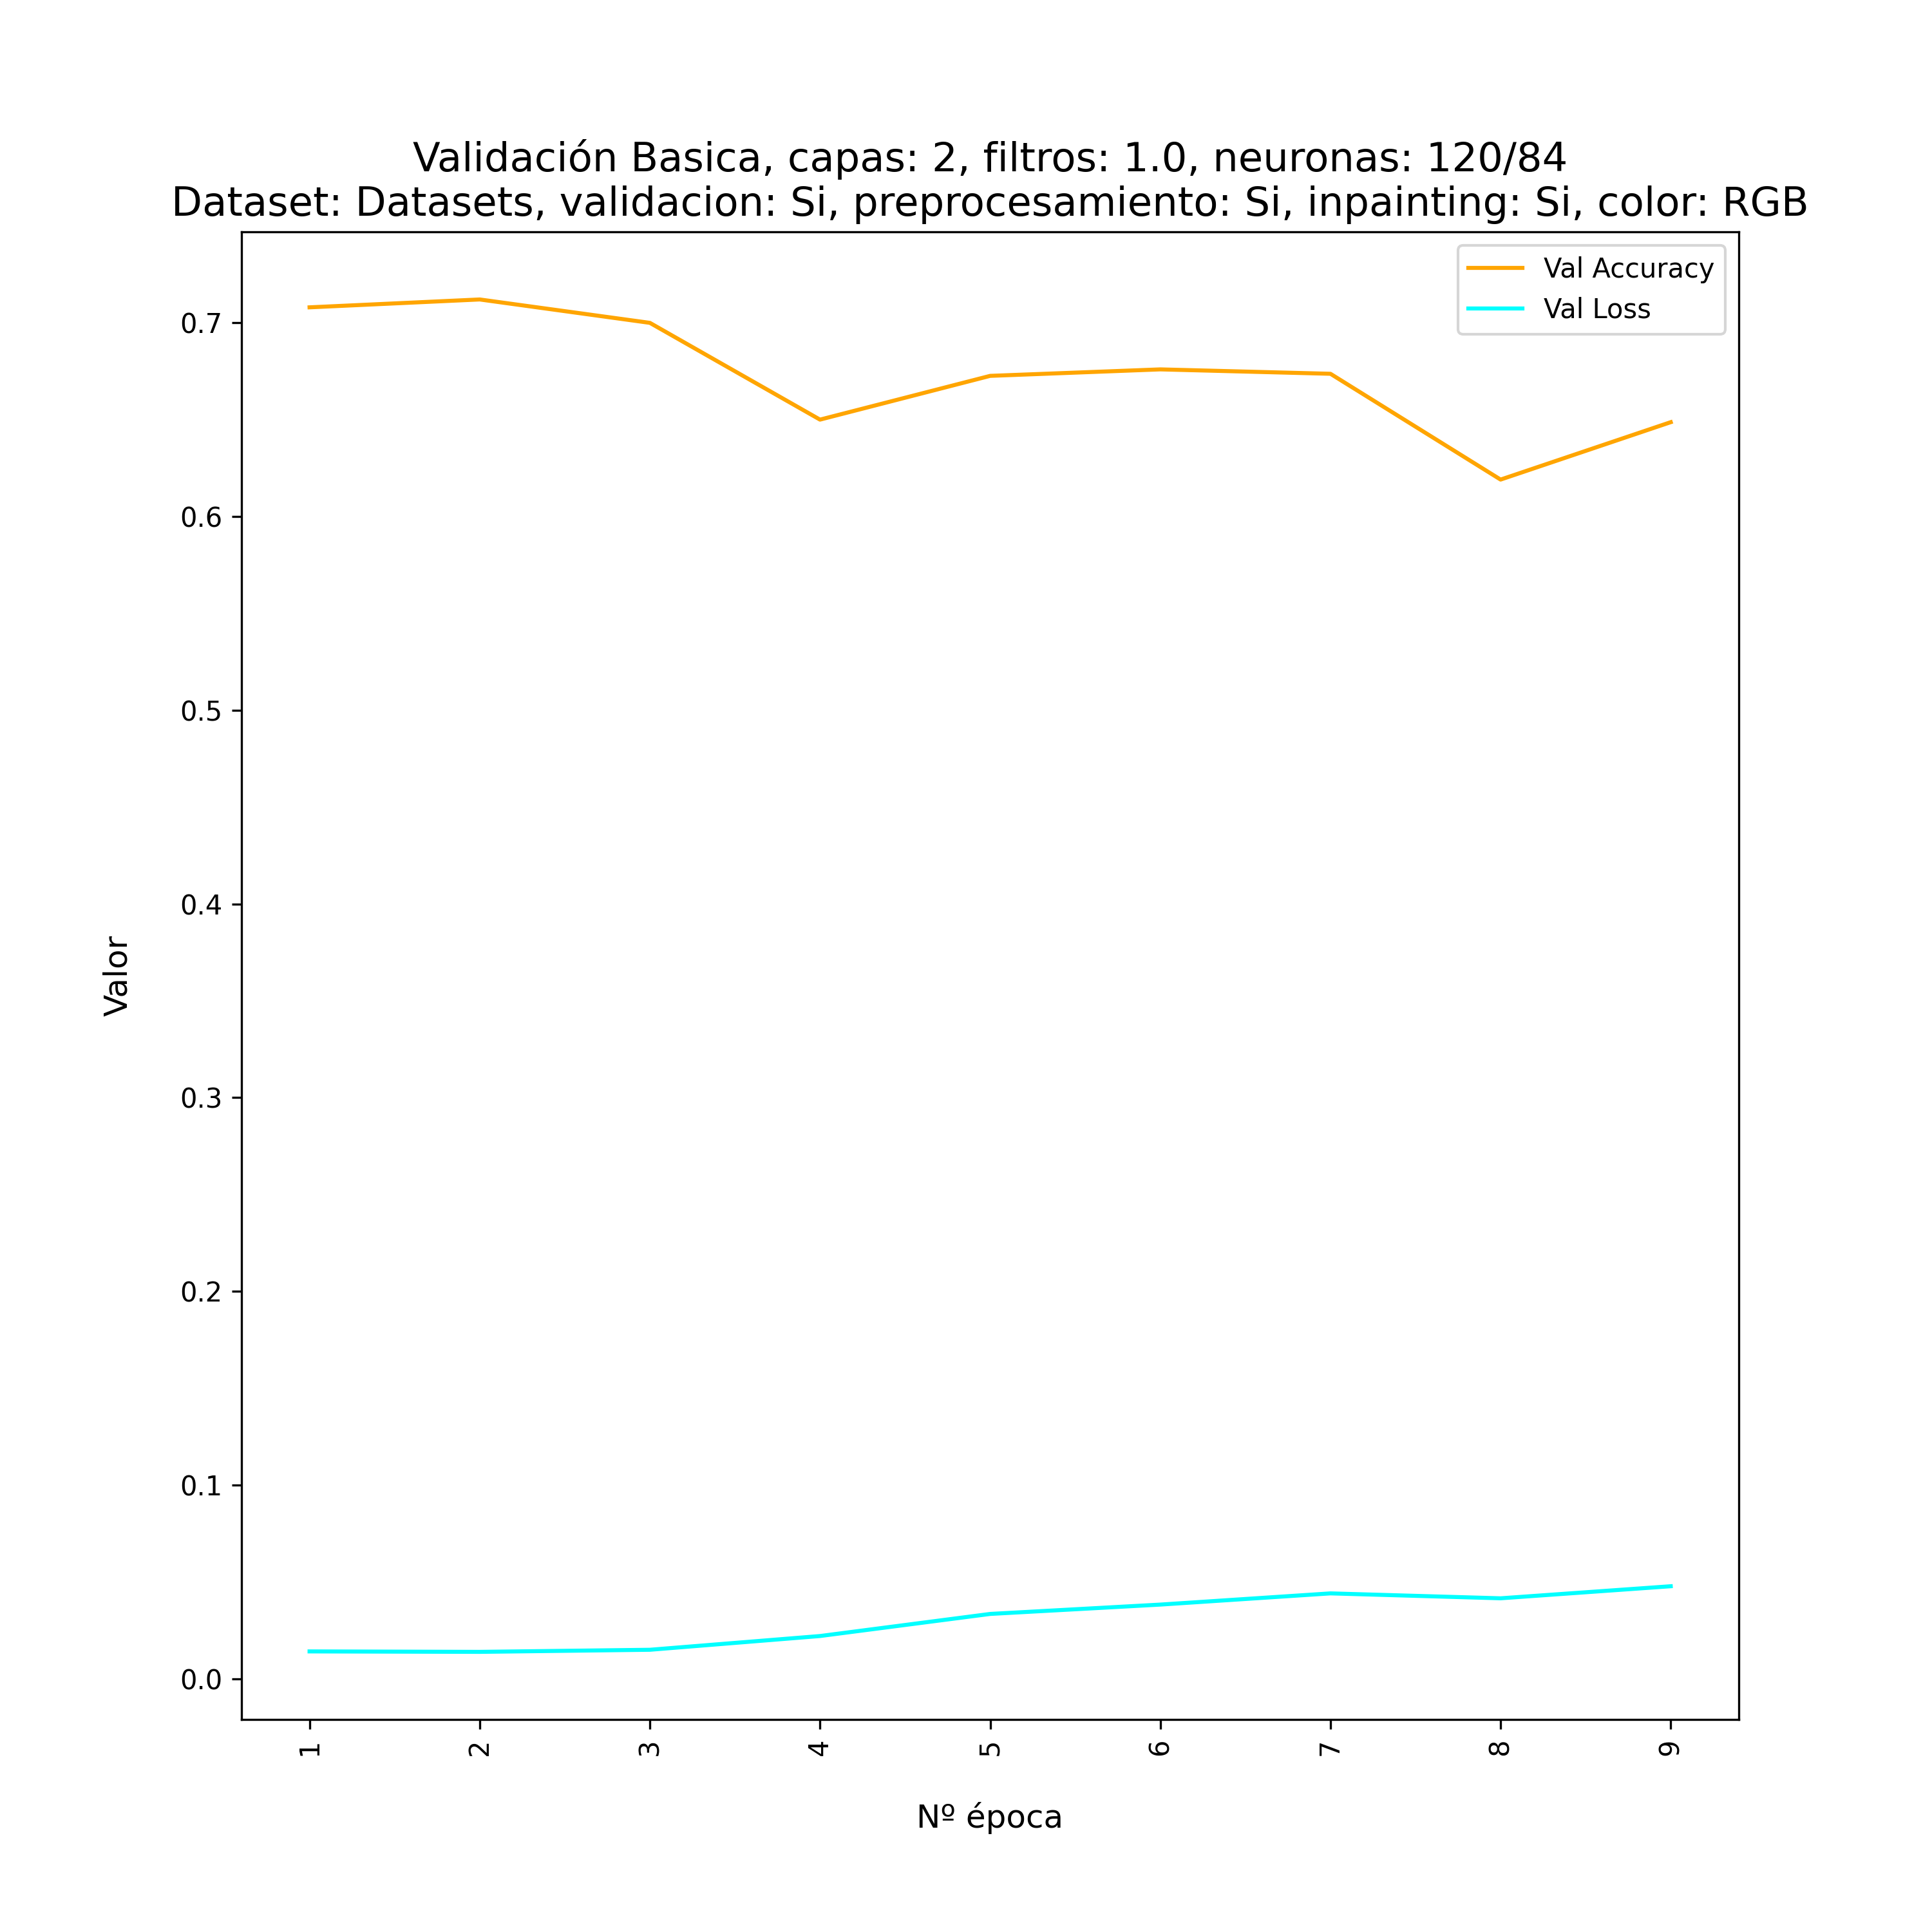 Validación Basica, capas: 2, filtros: 1.0, neuronas: 120/84
Dataset: Datasets, validacion: Si, preprocesamiento: Si, inpainting: Si, color: RGB
Val Accuracy
Val Loss
0.7
0.6
0.5
0.4
0.3
0.2
0.1
0.0
Valor
1
2
3
4
5
6
7
8
9
Nº época